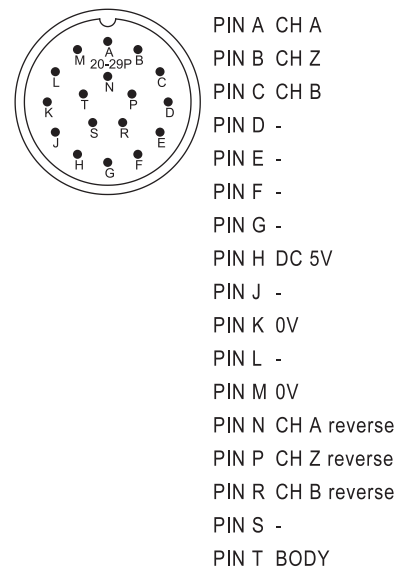 A
M 20-29P B
L N C
K T P D
J S R E
H G F
PIN A CH A
PIN B CH Z
PIN C CH B
PIN D -
PIN E -
PIN F -
PIN G -
PIN H DC 5V
PIN J -
PIN K 0V
PIN L -
PIN M 0V
PIN N CH A reverse
PIN P CH Z reverse
PIN R CH B reverse
PIN S -
PIN T BODY